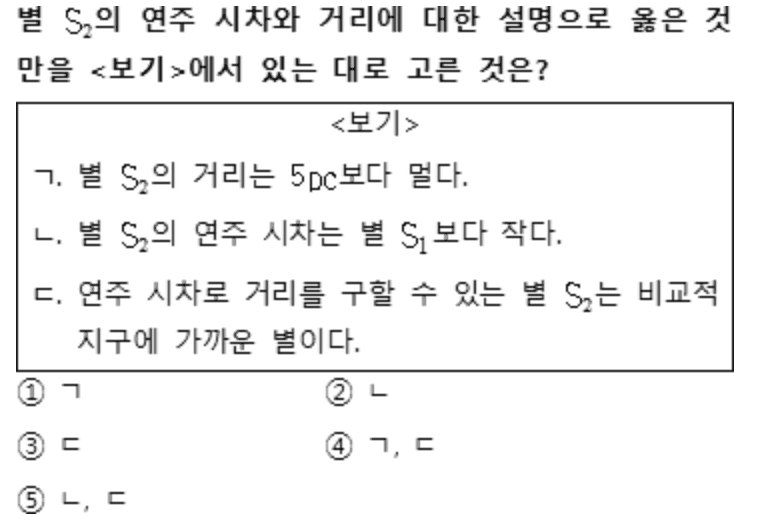 별 S₂의 연주 시차와 거리에 대한 설명으로 옳은 것
만을 <보기>에서 있는 대로 고른 것은?
<보기>
ㄱ. 별 S₂의 거리는 5pc보다 멀다.
ㄴ. 별 S₂의 연주 시차는 별 S₁보다 작다.
ㄷ. 연주 시차로 거리를 구할 수 있는 별 S₂는 비교적
지구에 가까운 별이다.
① ㄱ ② ㄴ
③ ㄷ ④ ㄱ, ㄷ
⑤ ㄴ, ㄷ